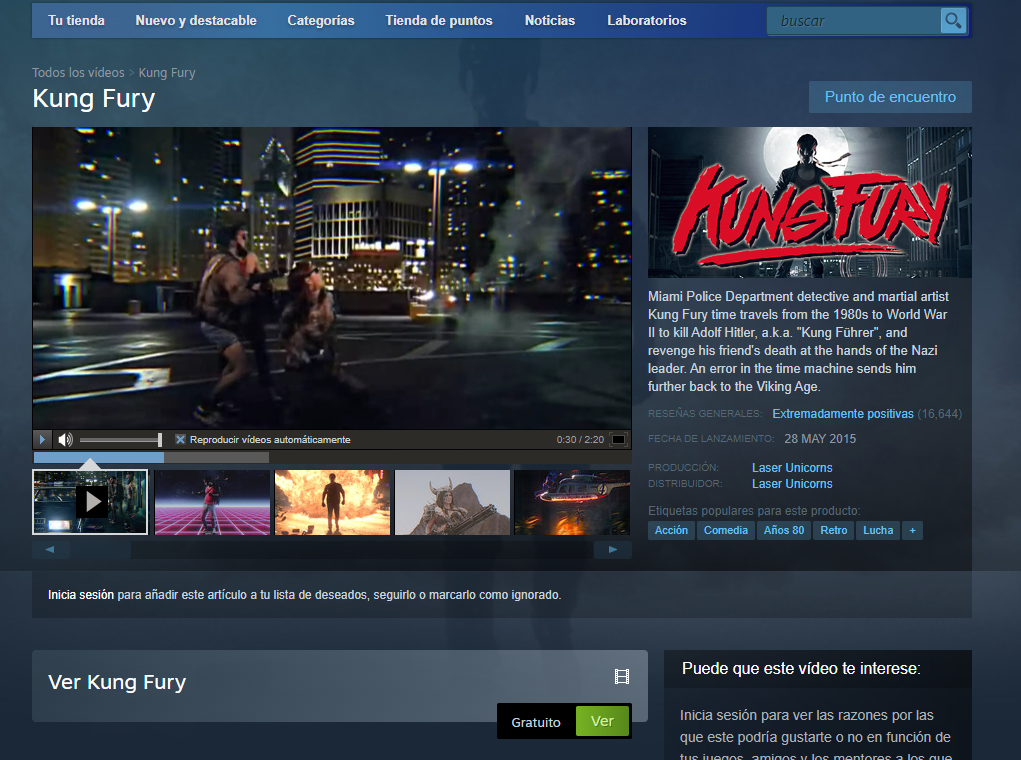 Tu tienda Nuevo y destacable Categorías Tienda de puntos Noticias Laboratorios buscar
Todos los vídeos > Kung Fury
Kung Fury
Punto de encuentro
KUNG FURY
Miami Police Department detective and martial artist
Kung Fury time travels from the 1980s to World War
II to kill Adolf Hitler, a.k.a. "Kung Führer", and
revenge his friend's death at the hands of the Nazi
leader. An error in the time machine sends him
further back to the Viking Age.
RESEÑAS GENERALES: Extremadamente positivas (16,644)
FECHA DE LANZAMIENTO: 28 MAY 2015
PRODUCCIÓN: Laser Unicorns
DISTRIBUIDOR: Laser Unicorns
Etiquetas populares para este producto:
Acción Comedia Años 80 Retro Lucha +
Reproducir vídeos automáticamente 0:30 / 2:20
Inicia sesión para añadir este artículo a tu lista de deseados, seguirlo o marcarlo como ignorado.
Ver Kung Fury
Gratuito Ver
Puede que este vídeo te interese:
Inicia sesión para ver las razones por las
que este podría gustarte o no en función de
tus juegos, amigos y los mentores a los que